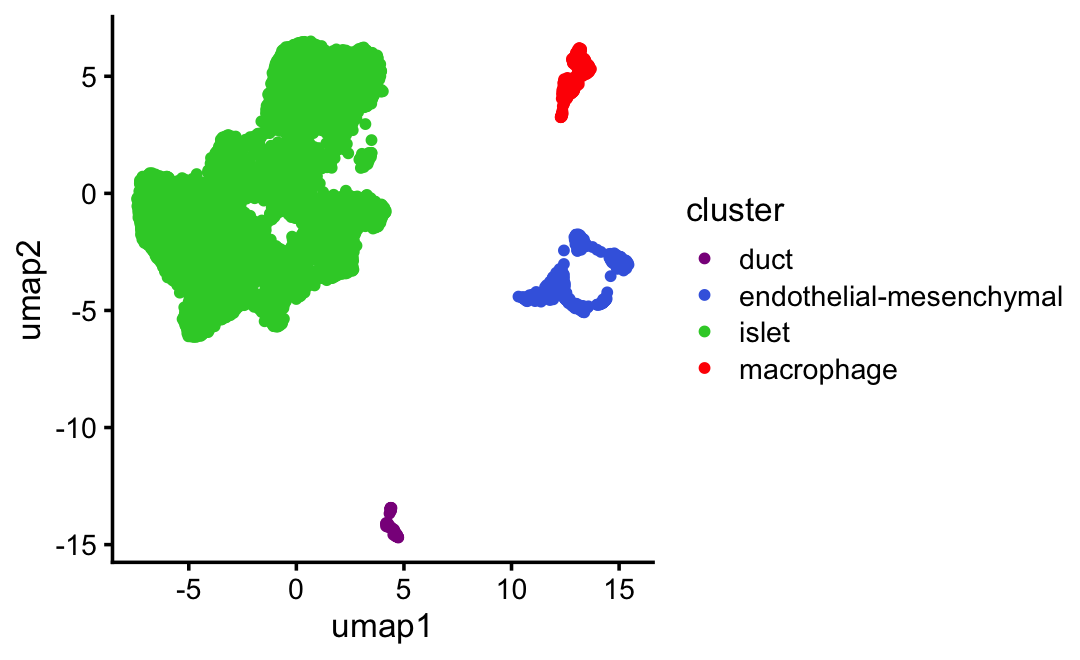 umap2
5
0
-5
-10
-15
-5 0 5 10 15
umap1
cluster
duct
endothelial-mesenchymal
islet
macrophage